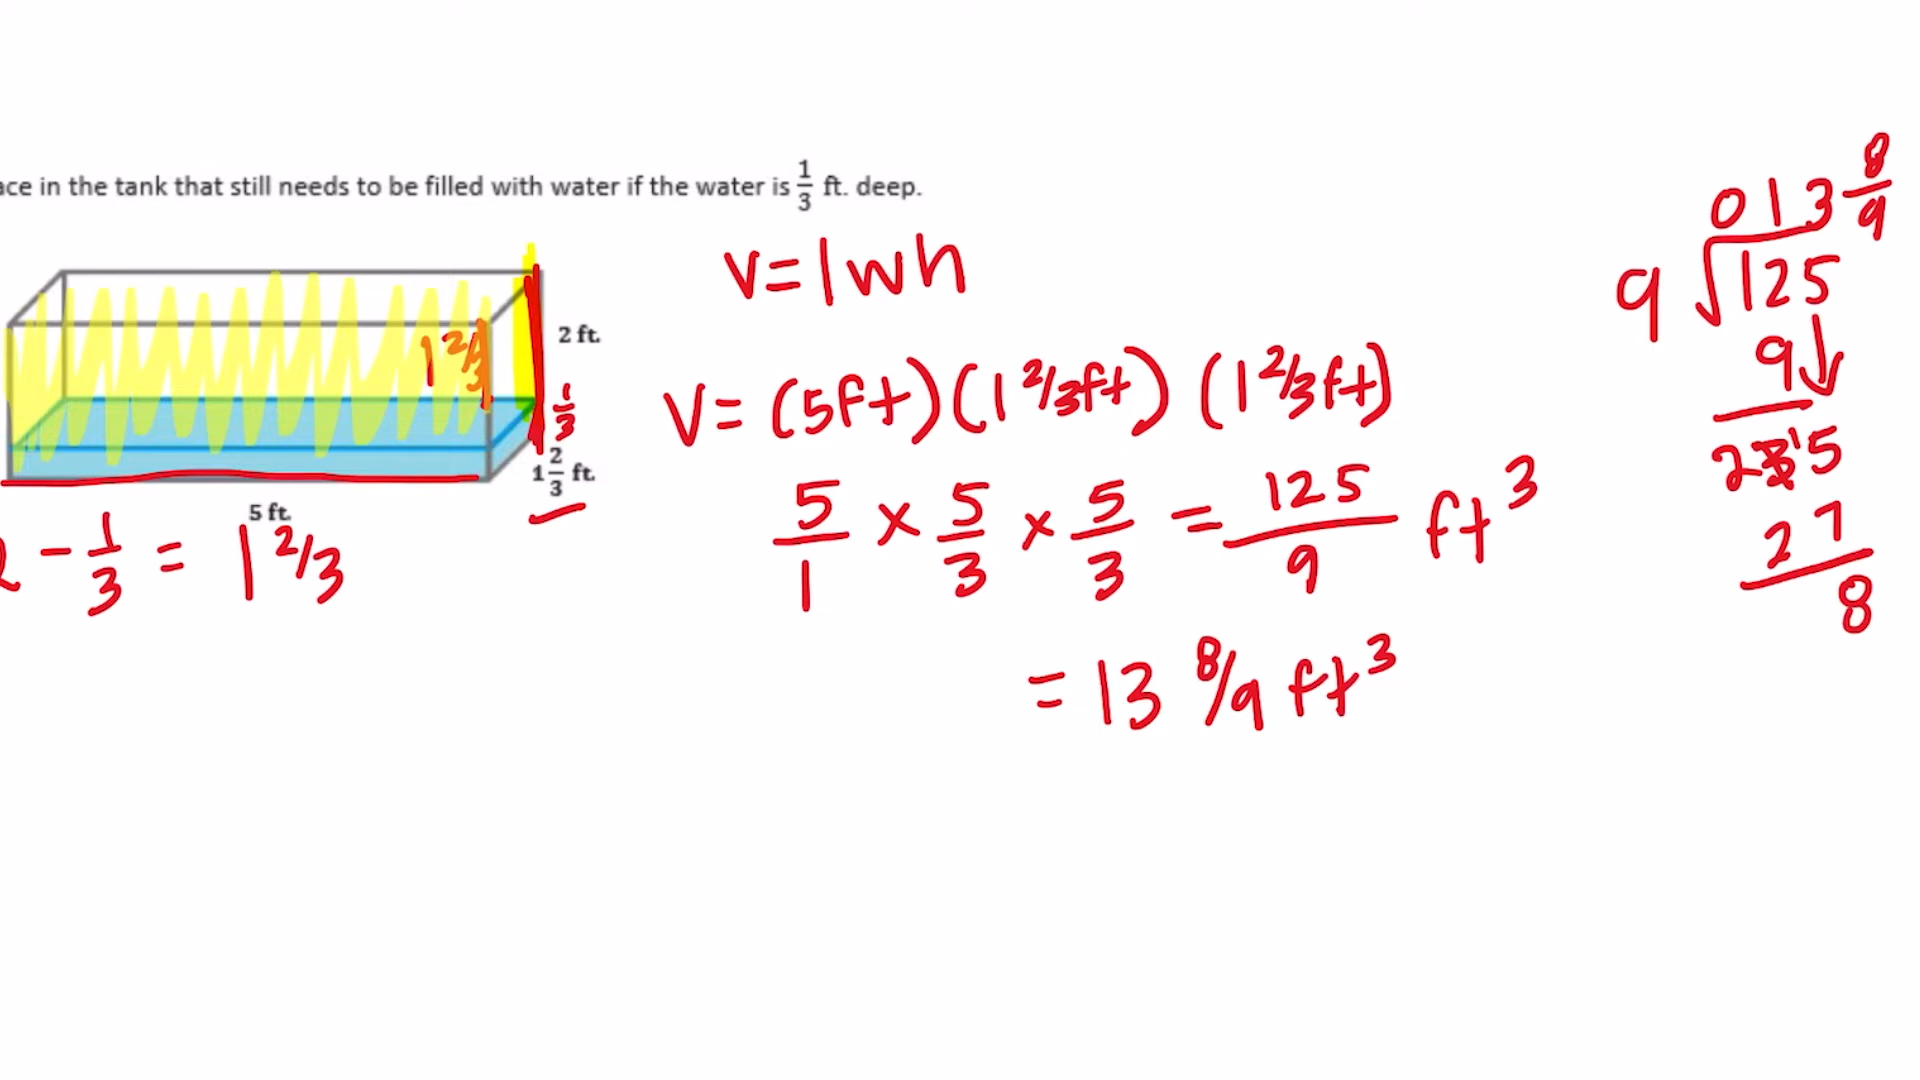 ace in the tank that still needs to be filled with water if the water is 1/3 ft. deep.
V = l w h
V = (5ft)(1 2/3 ft) (1 2/3 ft)
5/1 × 5/3 × 5/3 = 125/9 ft³
= 13 8/9 ft³
1 2/3
2 ft.
1/3
1 2/3 ft.
5 ft.
2 - 1/3 = 1 2/3
013 8/9
9 √125
9↓
2 15
27
8